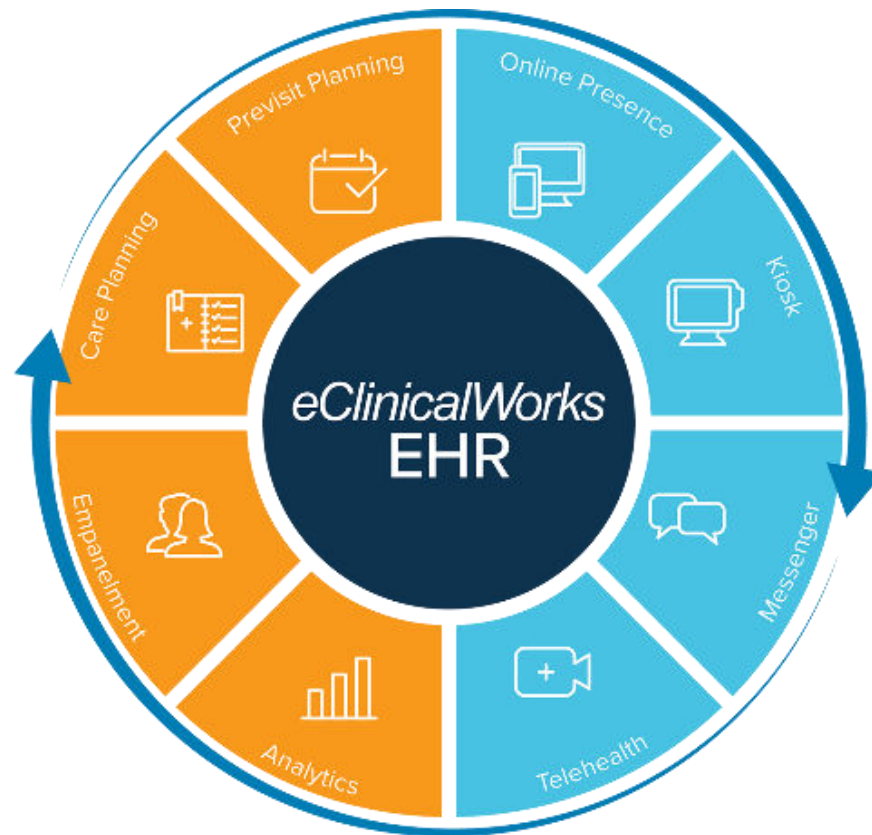 Previsit Planning
Online Presence
Care Planning
Kiosk
eClinicalWorks
EHR
Empanelment
Messenger
Analytics
Telehealth